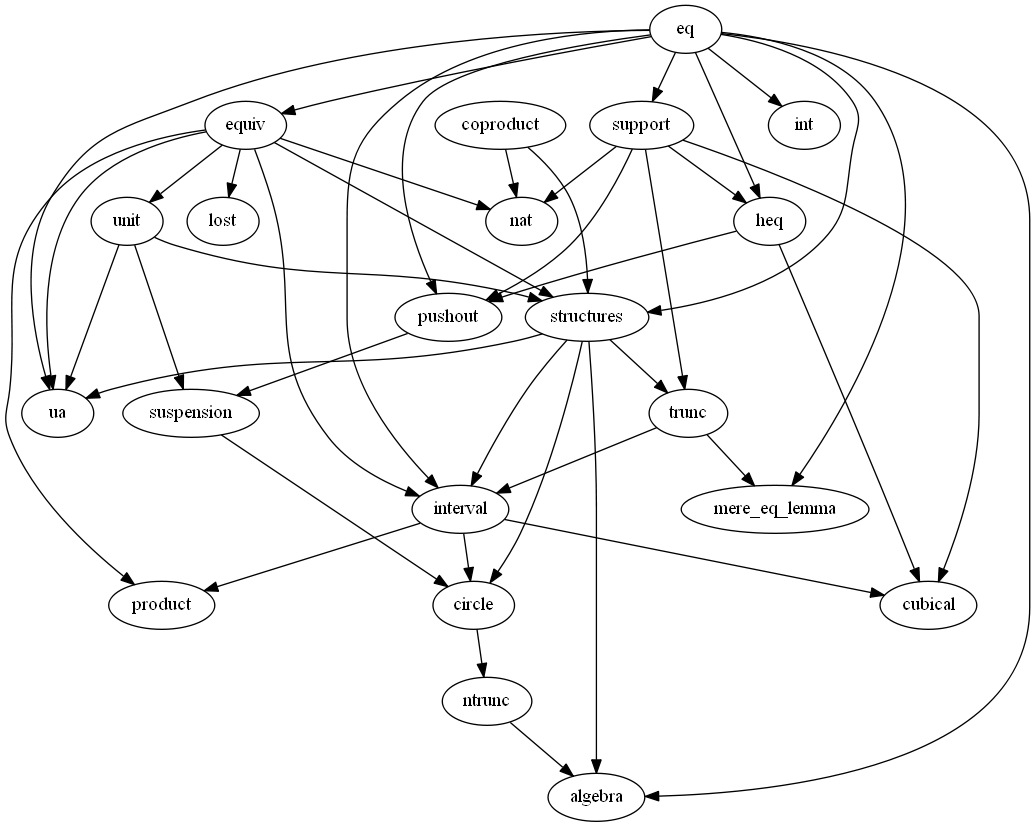 eq
equiv
coproduct
support
int
unit
lost
nat
heq
pushout
structures
ua
suspension
trunc
interval
mere_eq_lemma
product
circle
cubical
ntrunc
algebra